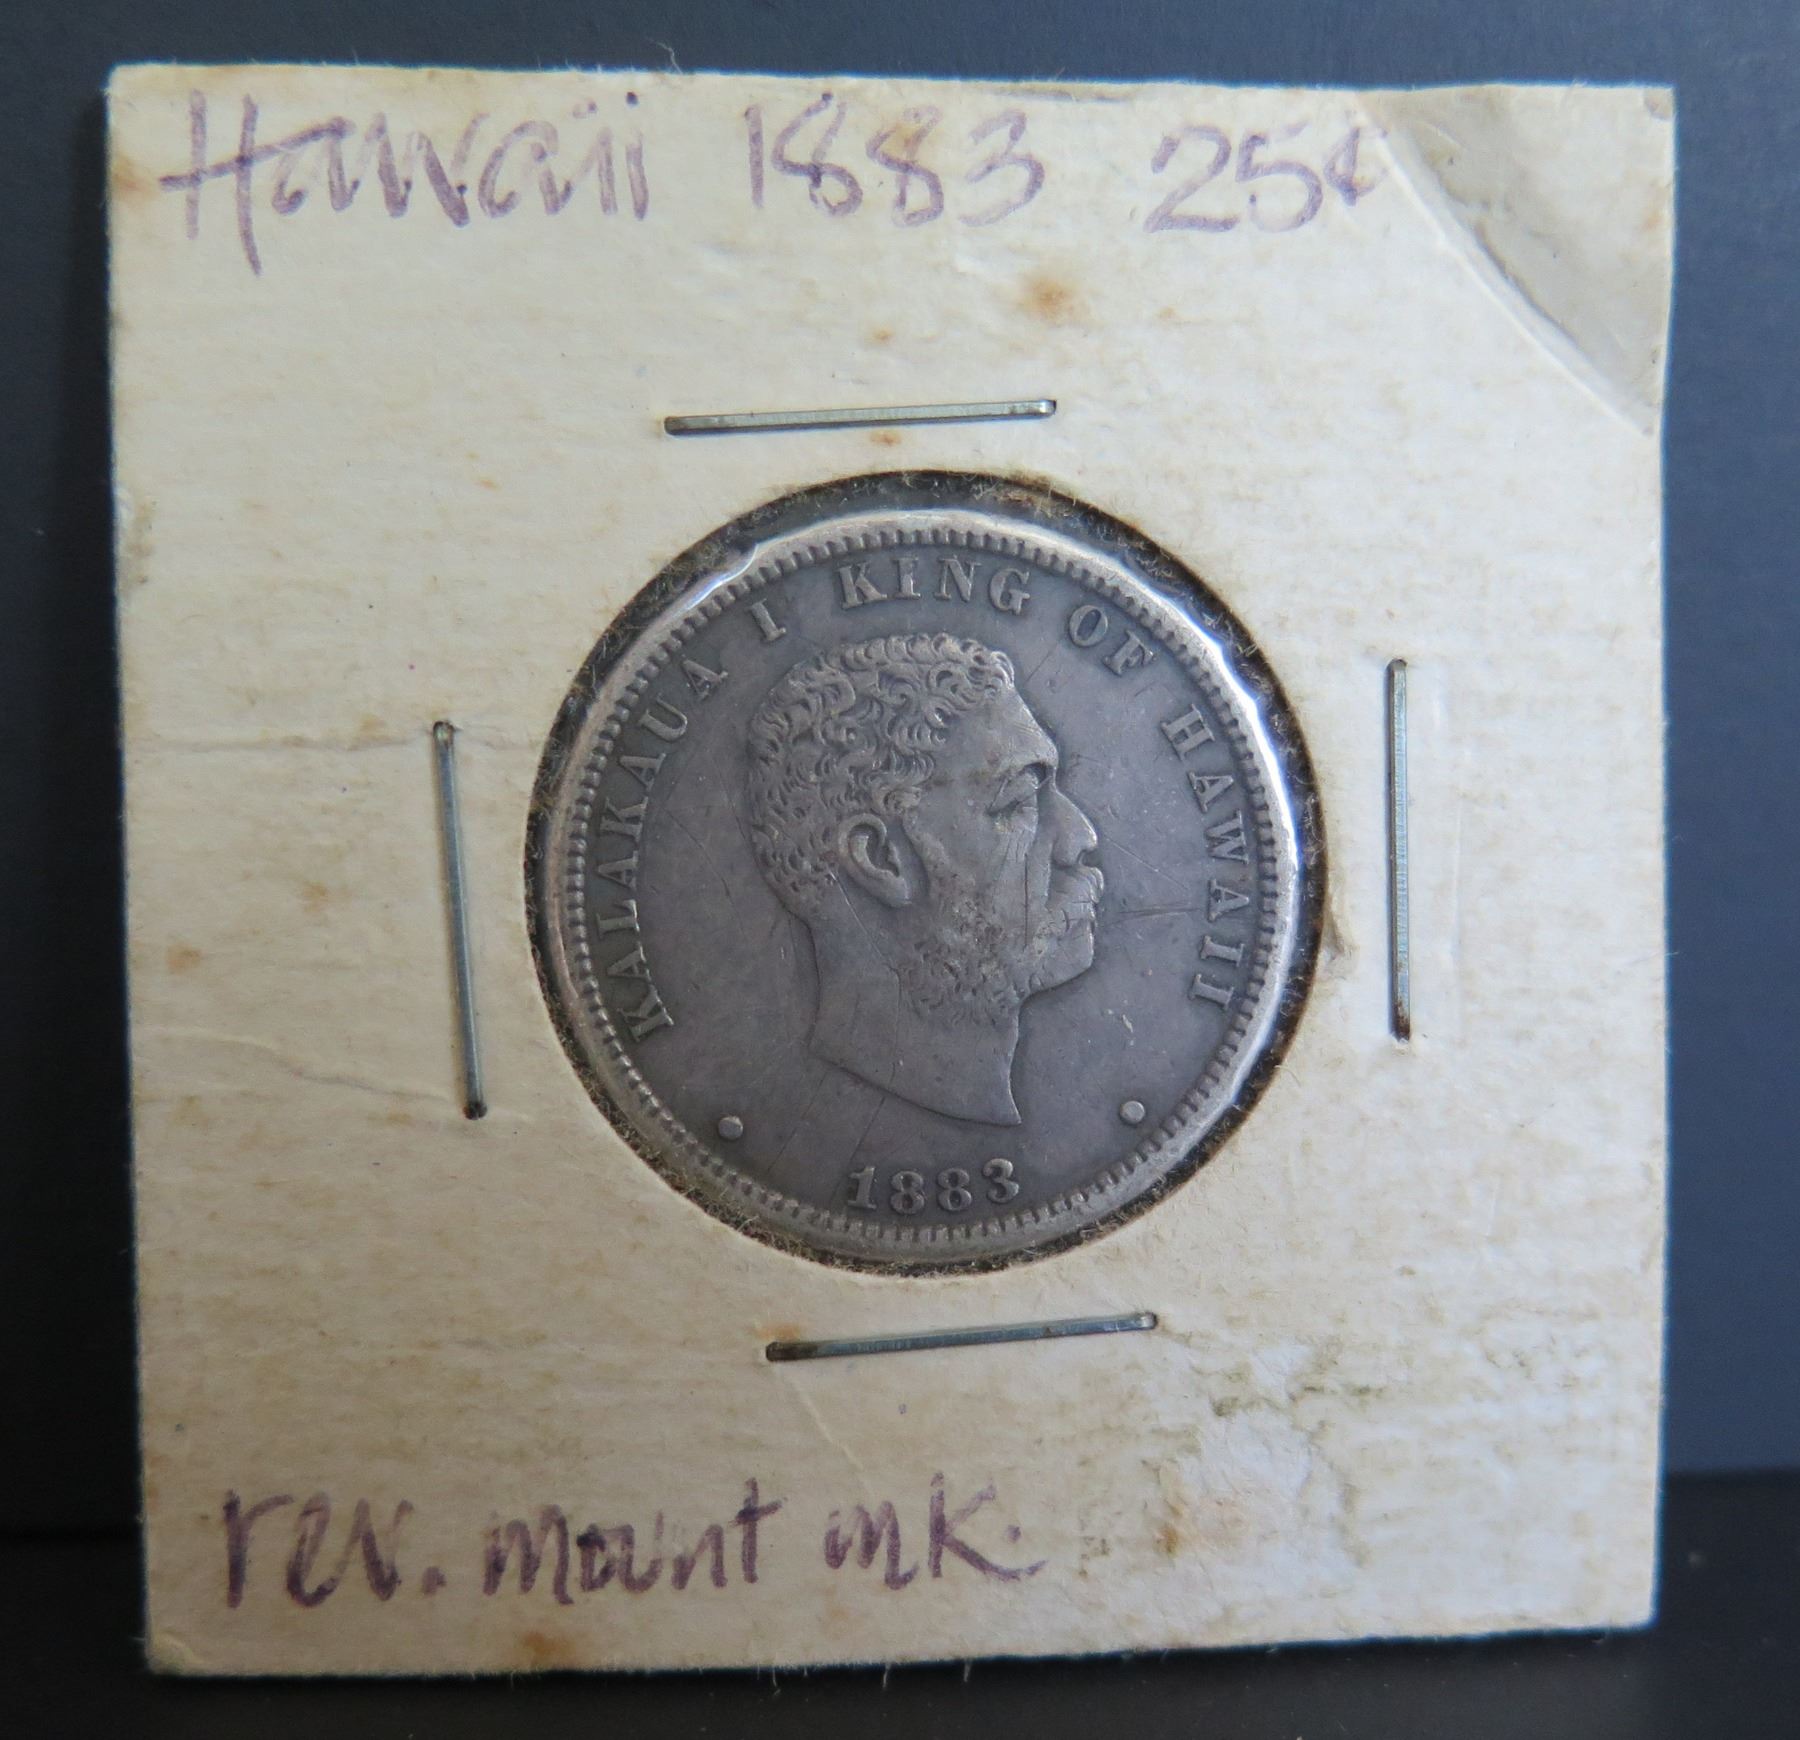 Hawaii 1883 25¢
KALAKAUA I KING OF HAWAII
1883
rev. mount mk.